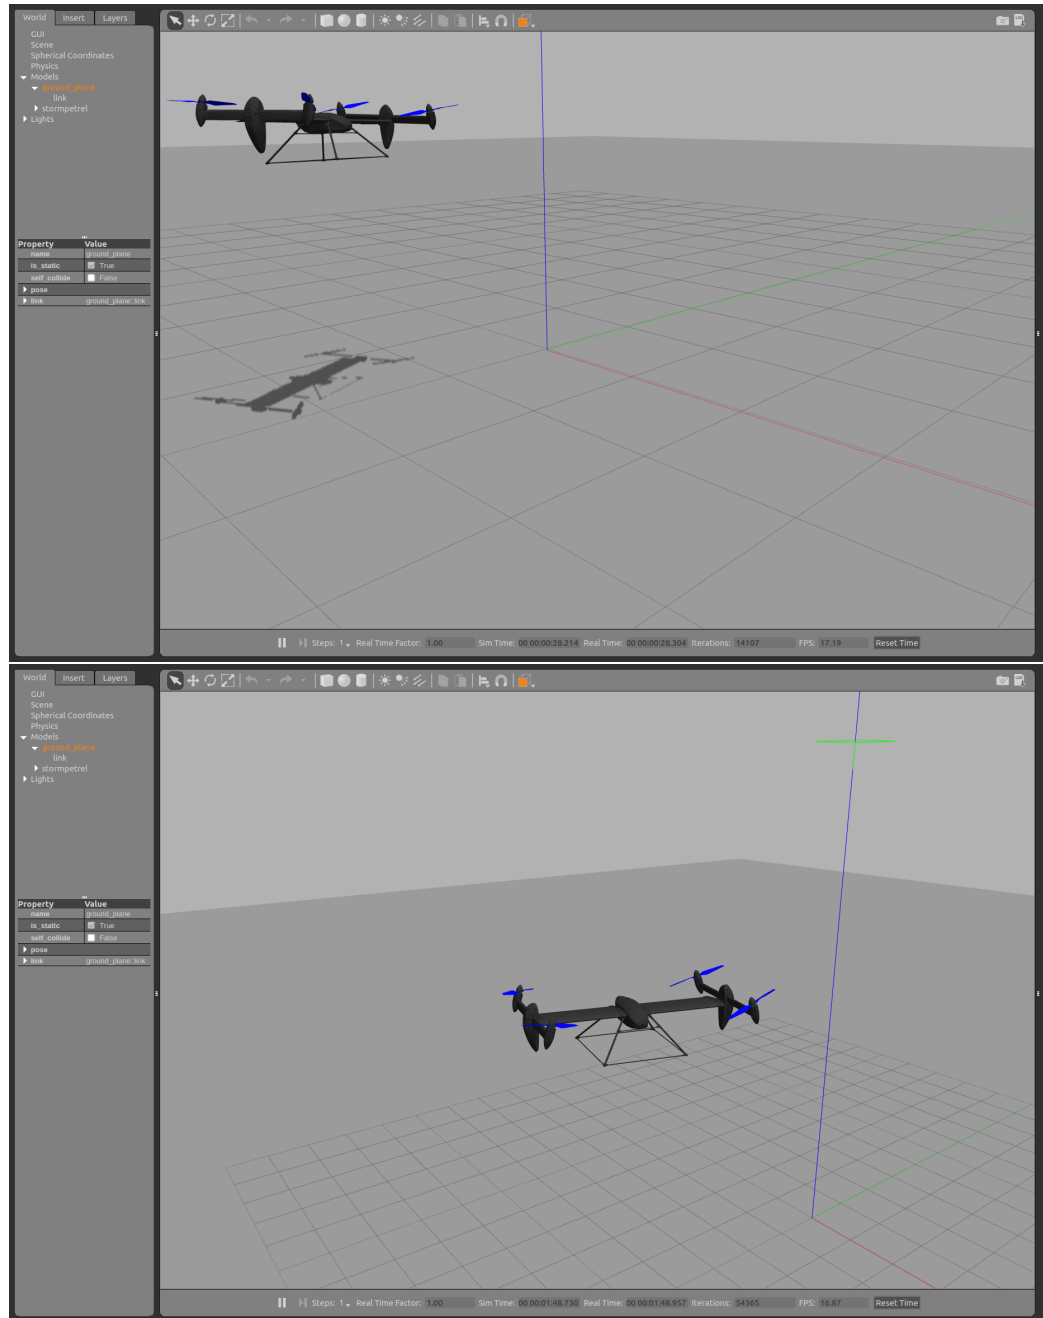 World Insert Layers
GUI
Scene
Spherical Coordinates
Physics
Models
ground_plane
link
stormpetrel
Lights
Property Value
name ground_plane
is_static True
self_collide False
pose
link ground_plane::link
Steps: 1 Real Time Factor: 1.00 Sim Time: 00 00:00:28.214 Real Time: 00 00:00:28.304 Iterations: 14107 FPS: 17.19 Reset Time
World Insert Layers
GUI
Scene
Spherical Coordinates
Physics
Models
ground_plane
link
stormpetrel
Lights
Property Value
name ground_plane
is_static True
self_collide False
pose
link ground_plane::link
Steps: 1 Real Time Factor: 1.00 Sim Time: 00 00:01:48.730 Real Time: 00 00:01:48.957 Iterations: 54365 FPS: 16.87 Reset Time